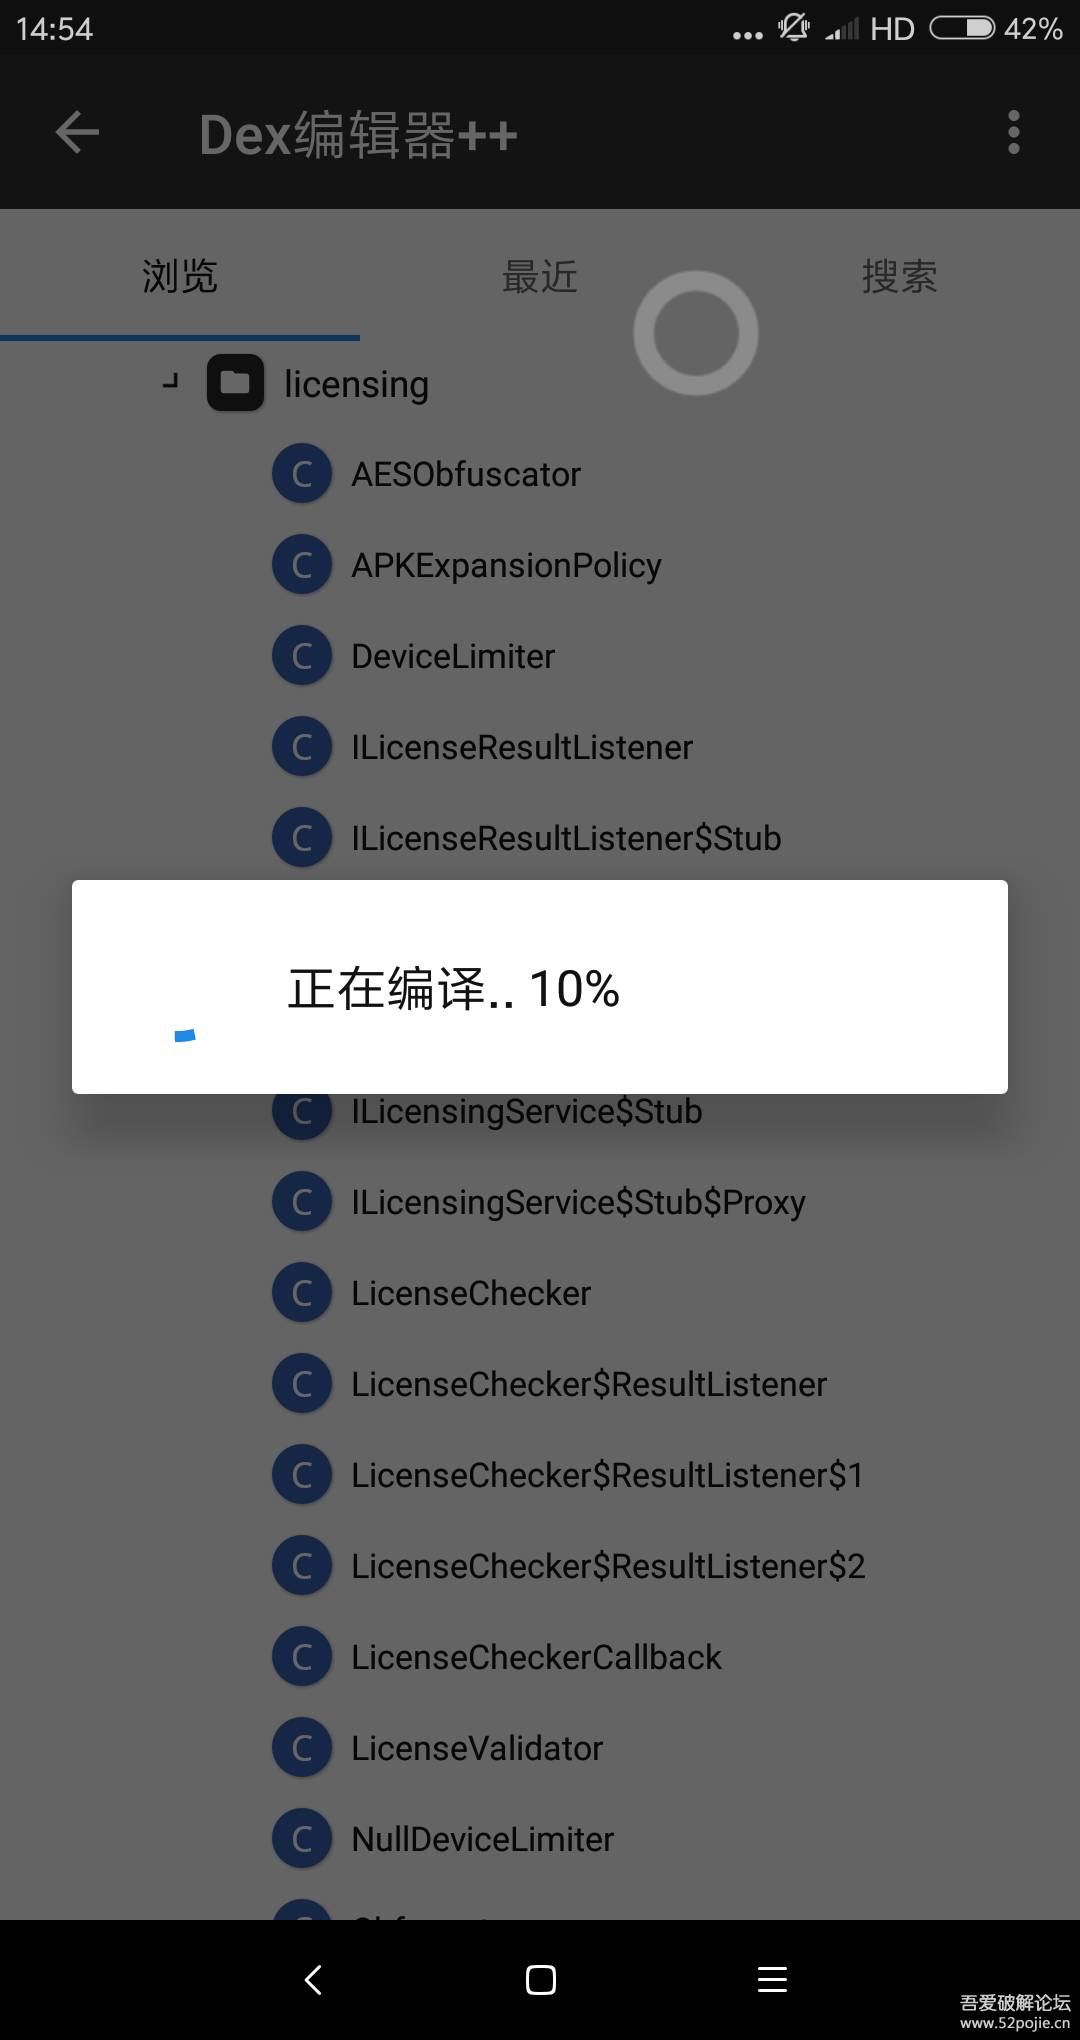 14:54
HD 42%
Dex编辑器++
浏览 最近 搜索
licensing
C AESObfuscator
C APKExpansionPolicy
C DeviceLimiter
C ILicenseResultListener
C ILicenseResultListener$Stub
正在编译.. 10%
C ILicensingService$Stub
C ILicensingService$Stub$Proxy
C LicenseChecker
C LicenseChecker$ResultListener
C LicenseChecker$ResultListener$1
C LicenseChecker$ResultListener$2
C LicenseCheckerCallback
C LicenseValidator
C NullDeviceLimiter
吾爱破解论坛
www.52pojie.cn